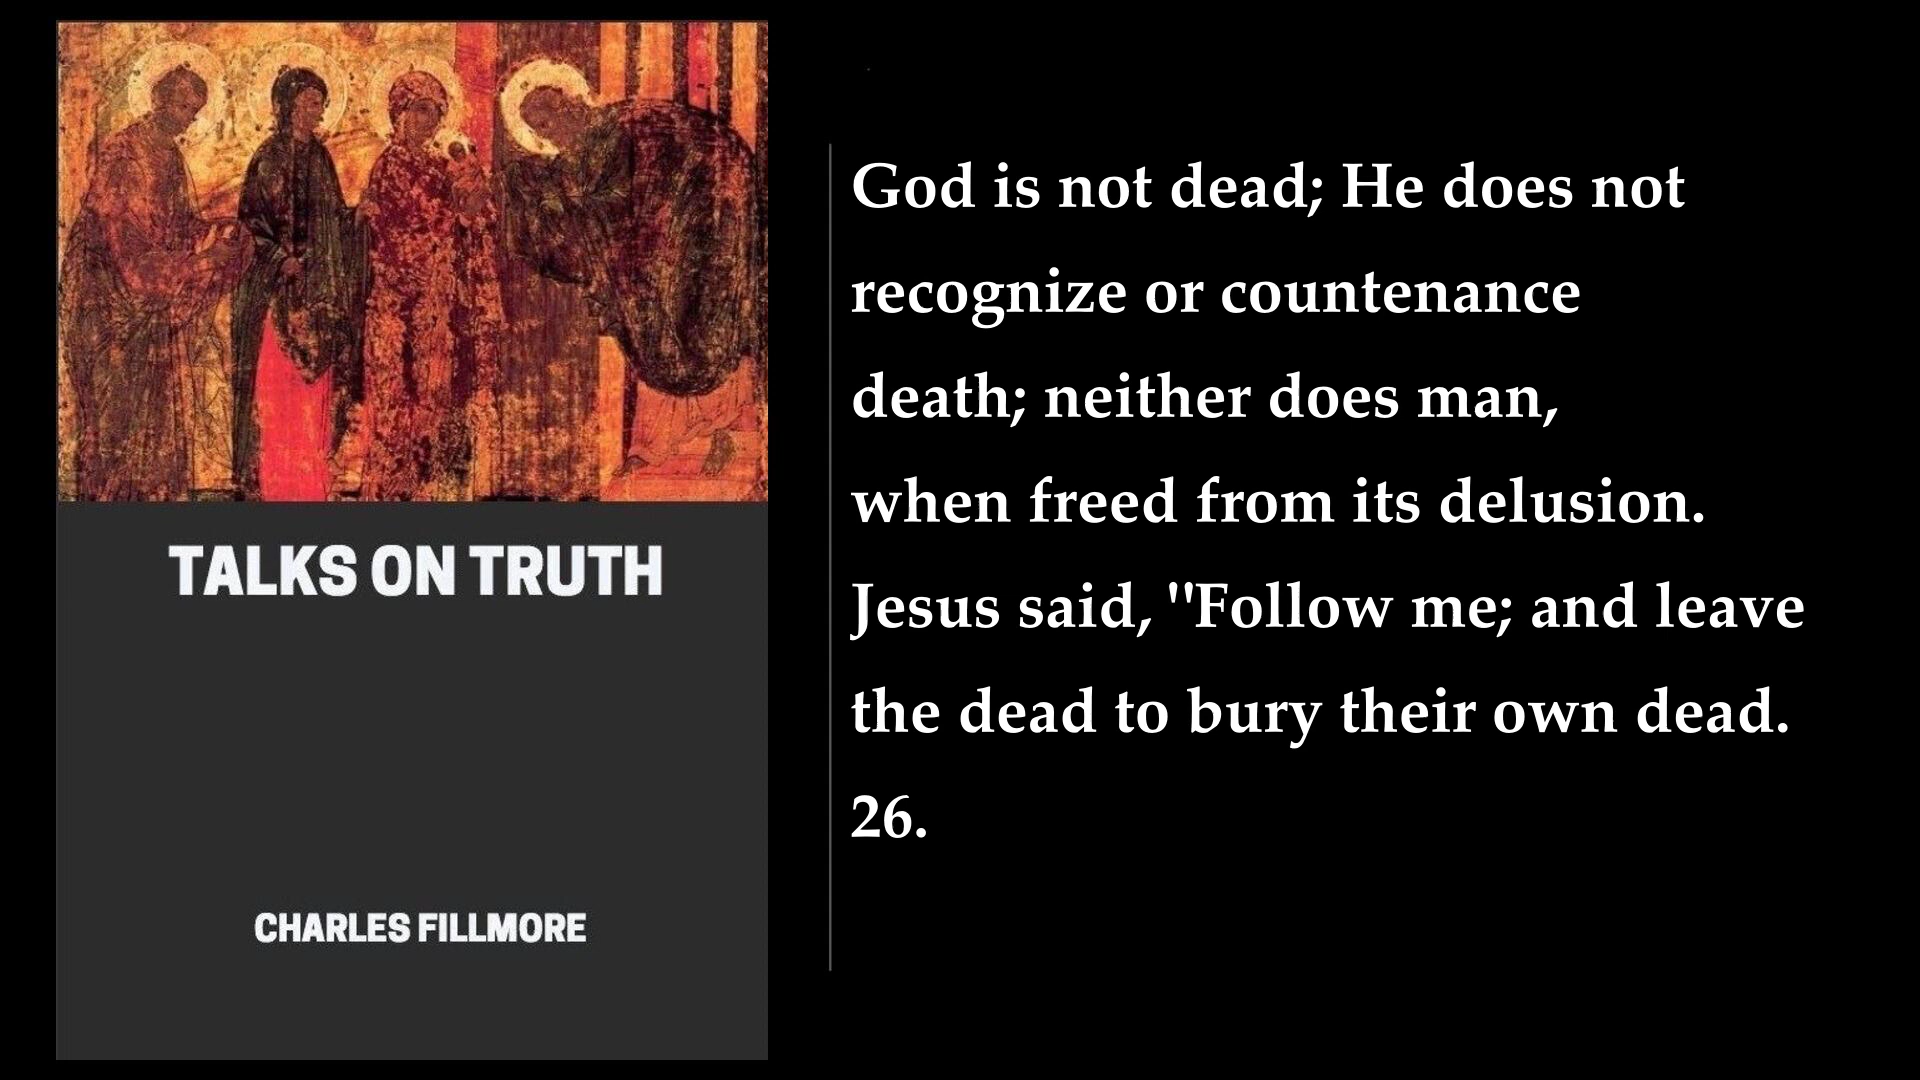 TALKS ON TRUTH
CHARLES FILLMORE
God is not dead; He does not
recognize or countenance
death; neither does man,
when freed from its delusion.
Jesus said, "Follow me; and leave
the dead to bury their own dead.
26.